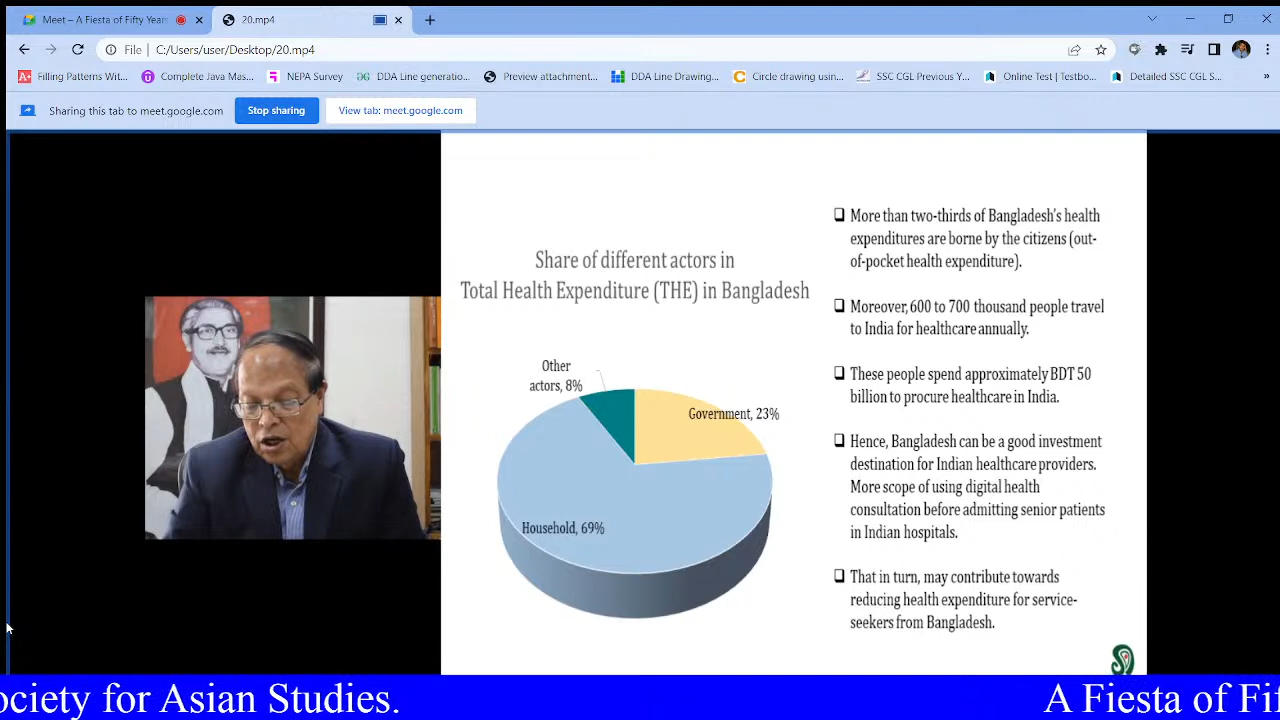 Meet – A Fiesta of Fifty Years
20.mp4
File
C:/Users/user/Desktop/20.mp4
Filling Patterns Wit...
Complete Java Mas...
NEPA Survey
DDA Line generatio...
Preview attachment...
DDA Line Drawing...
Circle drawing usin...
SSC CGL Previous Y...
Online Test | Testbo...
Detailed SSC CGL S...
»
Sharing this tab to meet.google.com
Stop sharing
View tab: meet.google.com
Share of different actors in
Total Health Expenditure (THE) in Bangladesh
Other
actors, 8%
Government, 23%
Household, 69%
More than two-thirds of Bangladesh's health
expenditures are borne by the citizens (out-
of-pocket health expenditure).
Moreover, 600 to 700 thousand people travel
to India for healthcare annually.
These people spend approximately BDT 50
billion to procure healthcare in India.
Hence, Bangladesh can be a good investment
destination for Indian healthcare providers.
More scope of using digital health
consultation before admitting senior patients
in Indian hospitals.
That in turn, may contribute towards
reducing health expenditure for service-
seekers from Bangladesh.
ociety for Asian Studies.
A Fiesta of Fif